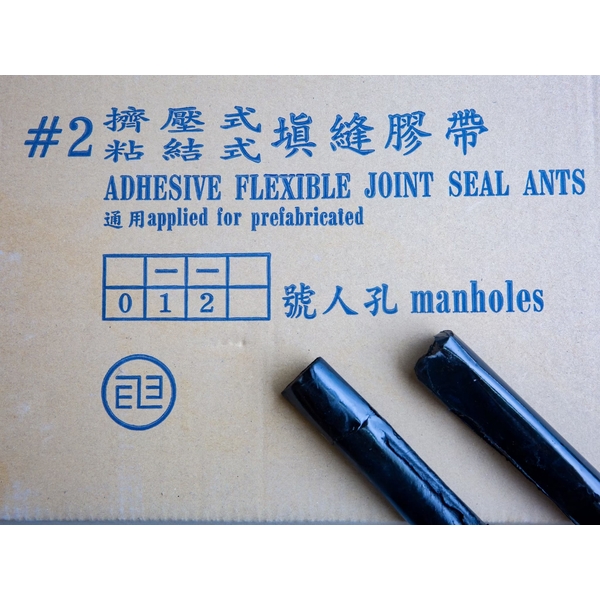 #2 擠壓式 填縫膠帶
粘結式
ADHESIVE FLEXIBLE JOINT SEAL ANTS
通用applied for prefabricated
一 一
0 1 2
號人孔 manholes